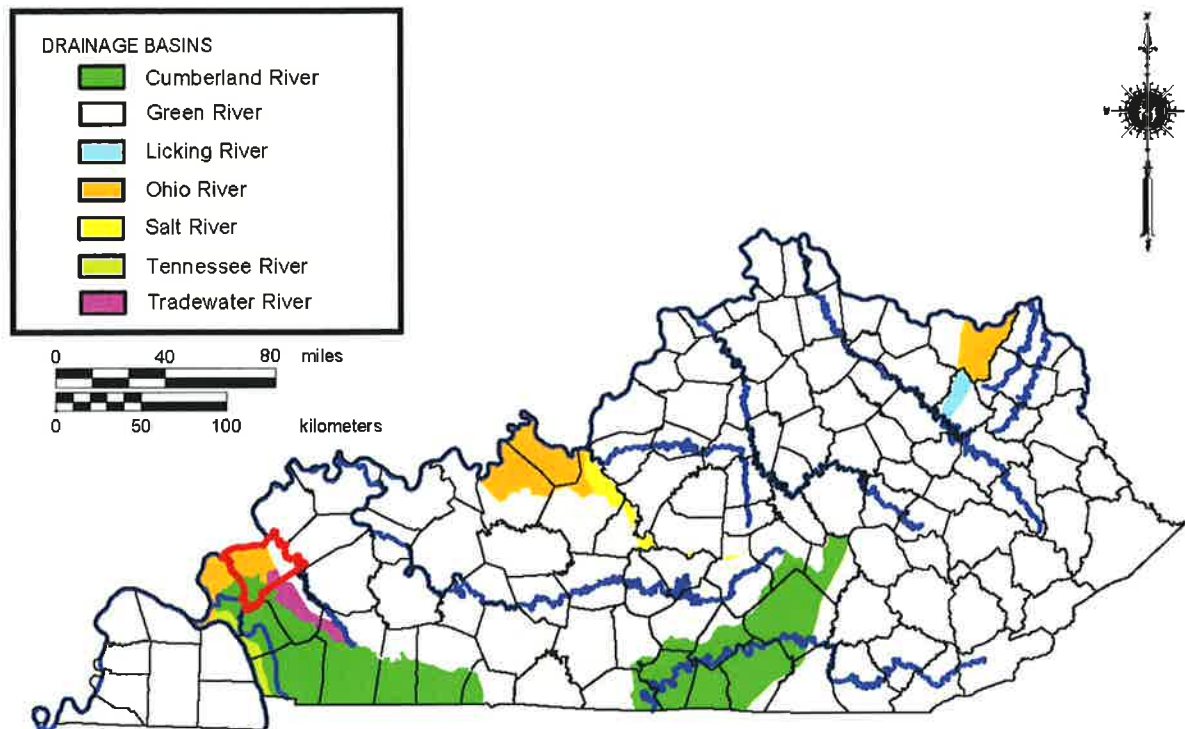 DRAINAGE BASINS
Cumberland River
Green River
Licking River
Ohio River
Salt River
Tennessee River
Tradewater River
0 40 80 miles
0 50 100 kilometers